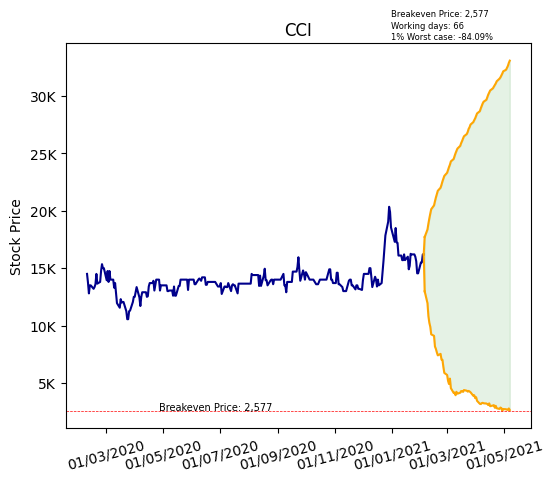 Breakeven Price: 2,577
Working days: 66
1% Worst case: -84.09%
CCI
Stock Price
30K
25K
20K
15K
10K
5K
Breakeven Price: 2,577
01/03/2020
01/05/2020
01/07/2020
01/09/2020
01/11/2020
01/01/2021
01/03/2021
01/05/2021